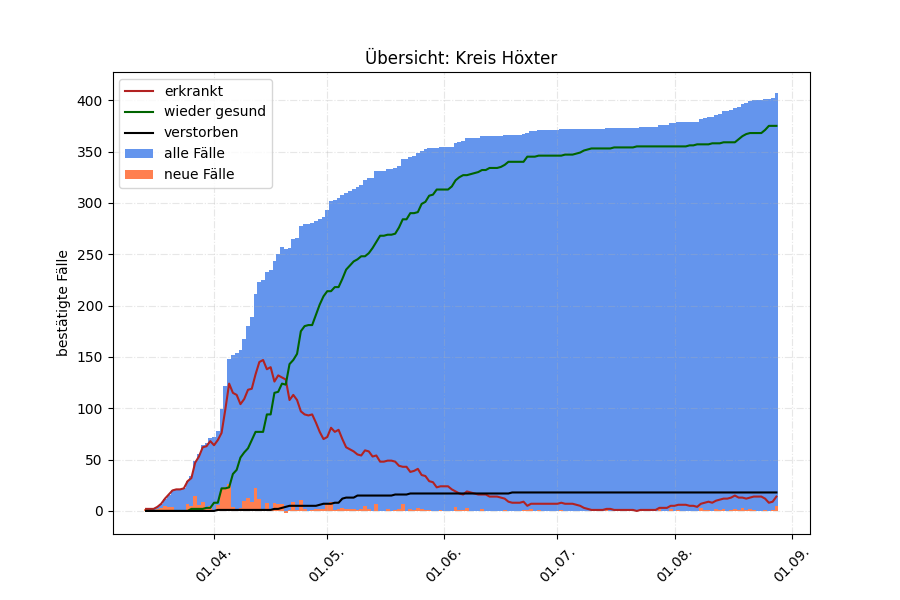 Übersicht: Kreis Höxter
erkrankt
wieder gesund
verstorben
alle Fälle
neue Fälle
bestätigte Fälle
400
350
300
250
200
150
100
50
0
01.04.
01.05.
01.06.
01.07.
01.08.
01.09.